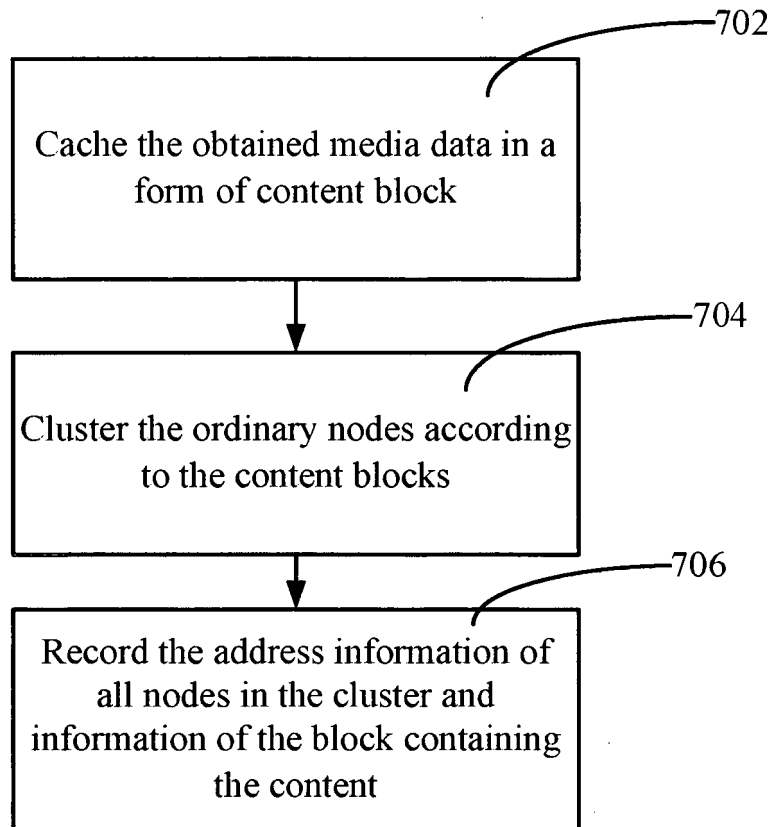 702
Cache the obtained media data in a
form of content block
704
Cluster the ordinary nodes according
to the content blocks
706
Record the address information of
all nodes in the cluster and
information of the block containing
the content